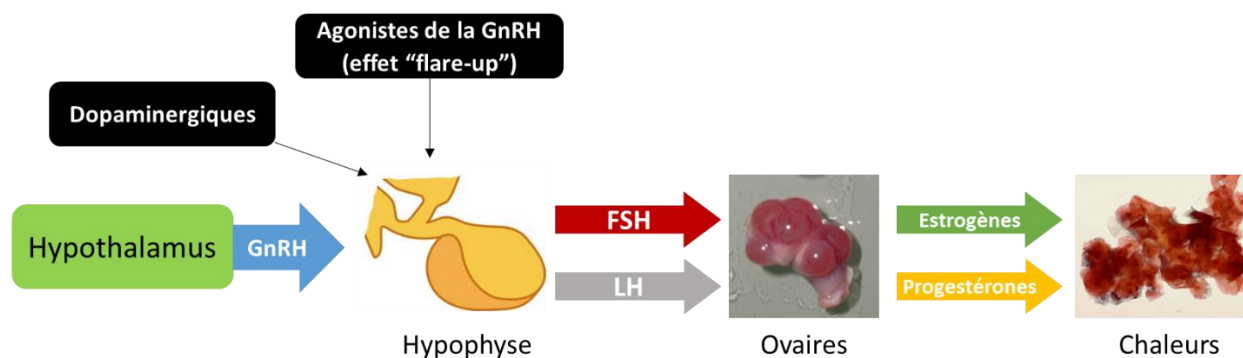 Agonistes de la GnRH
(effet “flare-up”)
Dopaminergiques
Hypothalamus
GnRH
FSH
LH
Estrogènes
Progestérones
Hypophyse
Ovaires
Chaleurs